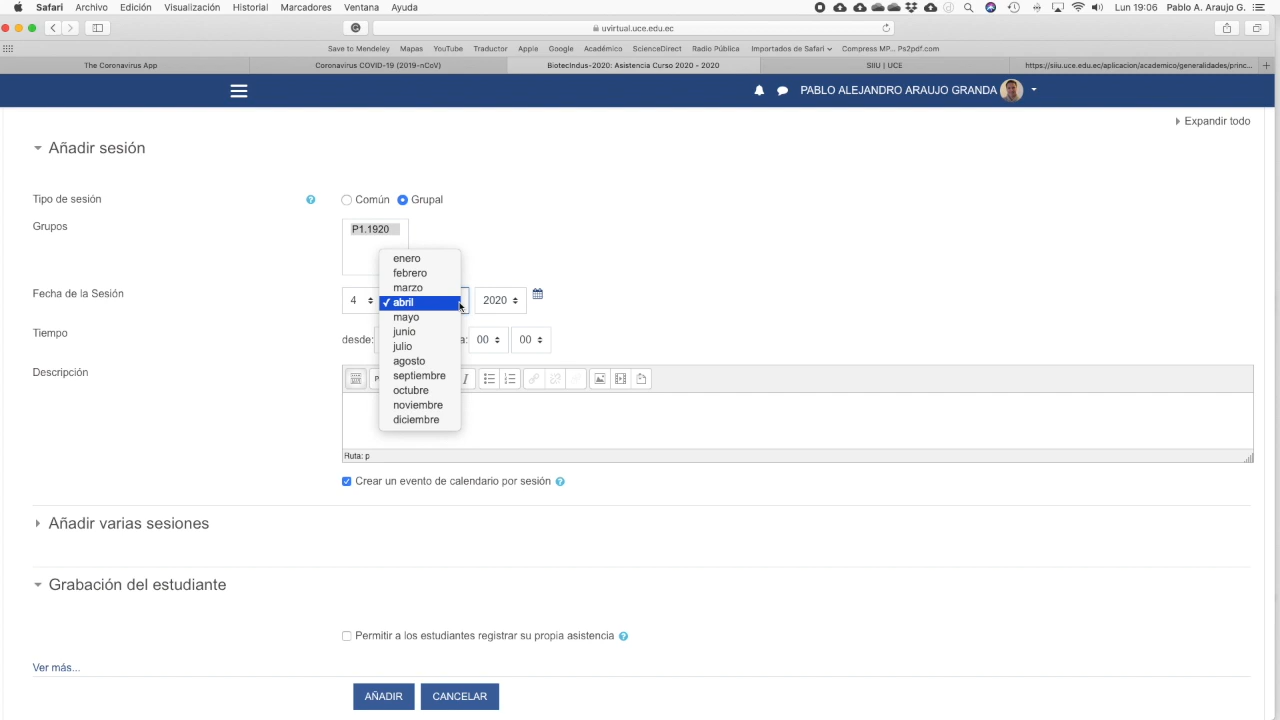 Safari Archivo Edición Visualización Historial Marcadores Ventana Ayuda Lun 19:06 Pablo A. Araujo G.
uvirtual.uce.edu.ec
Save to Mendeley Mapas YouTube Traductor Apple Google Académico ScienceDirect Radio Pública Importados de Safari Compress MP... Ps2pdf.com
The Coronavirus App Coronavirus COVID-19 (2019-nCoV) BiotecIndus-2020: Asistencia Curso 2020 - 2020 SIIU | UCE https://siiu.uce.edu.ec/aplicacion/academico/generalidades/princ...
PABLO ALEJANDRO ARAUJO GRANDA
Expandir todo
Añadir sesión
Tipo de sesión ? Común Grupal
Grupos P1.1920
Fecha de la Sesión 4 2020
enero
febrero
marzo
✓ abril
mayo
junio
julio
agosto
septiembre
octubre
noviembre
diciembre
Tiempo desde: a: 00 00
Descripción
I
Ruta: p
Crear un evento de calendario por sesión ?
Añadir varias sesiones
Grabación del estudiante
Permitir a los estudiantes registrar su propia asistencia ?
Ver más...
AÑADIR CANCELAR